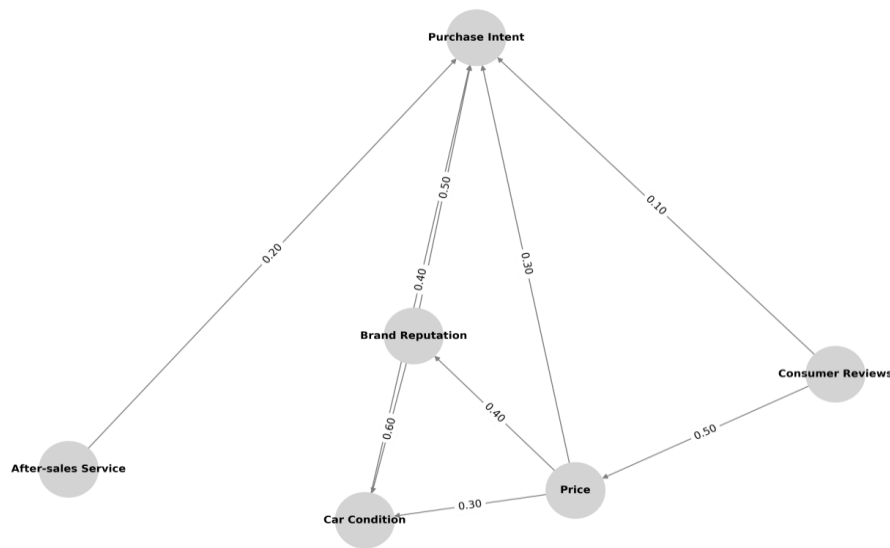 Purchase Intent
0.50
0.10
0.20
0.30
0.40
Brand Reputation
Consumer Reviews
0.40
0.60
0.50
After-sales Service
Price
0.30
Car Condition